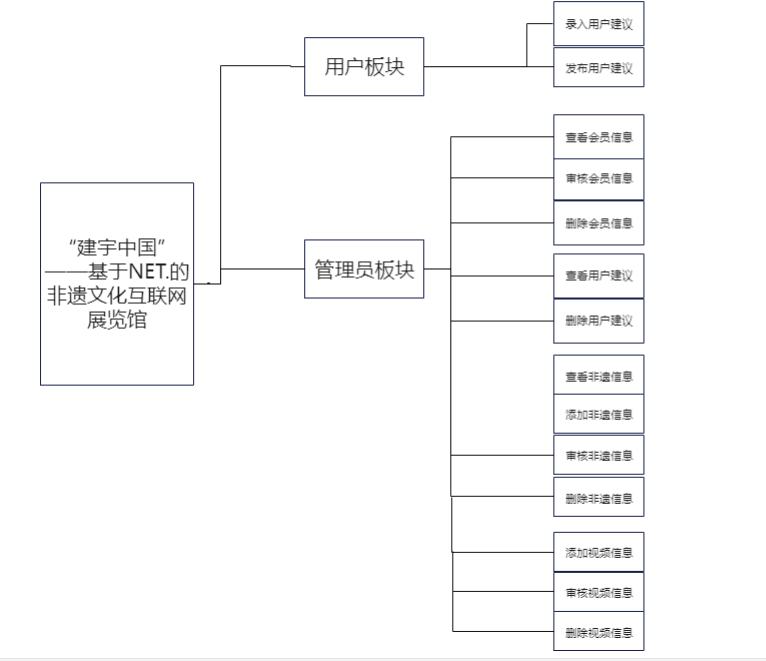 “建宇中国”
——基于NET.的
非遗文化互联网
展览馆
用户板块
录入用户建议
发布用户建议
管理员板块
查看会员信息
审核会员信息
删除会员信息
查看用户建议
删除用户建议
查看非遗信息
添加非遗信息
审核非遗信息
删除非遗信息
添加视频信息
审核视频信息
删除视频信息